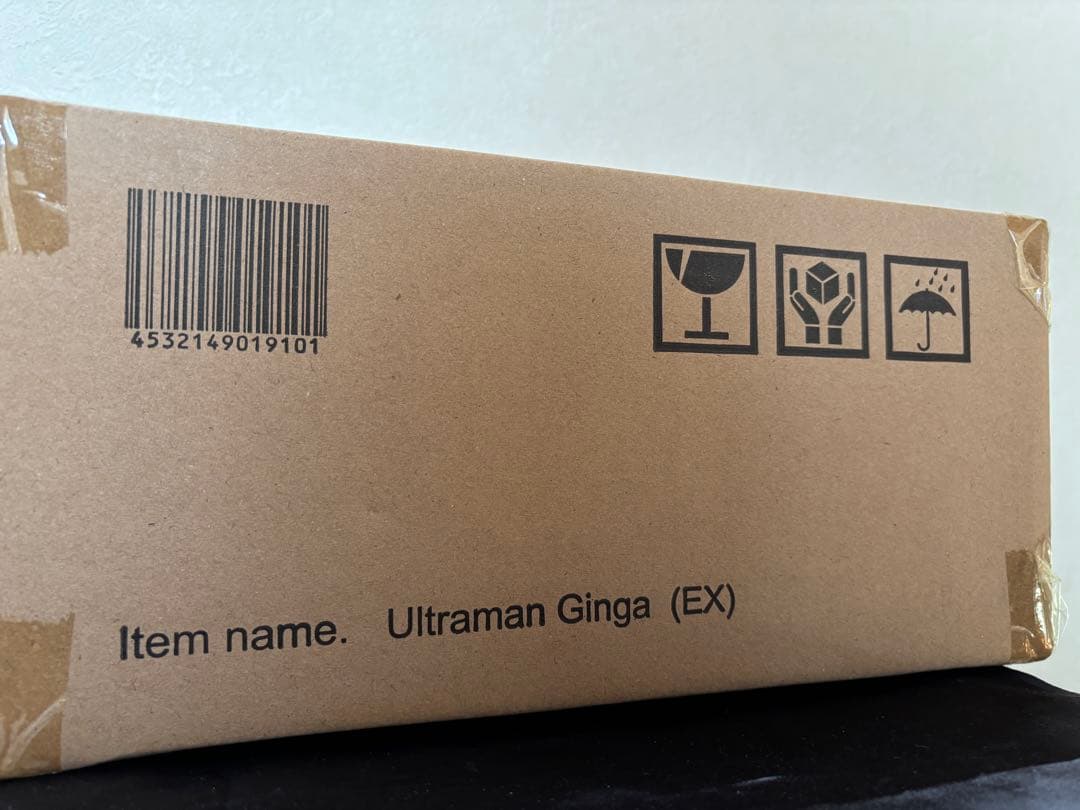 4532149019101
Item name. Ultraman Ginga (EX)